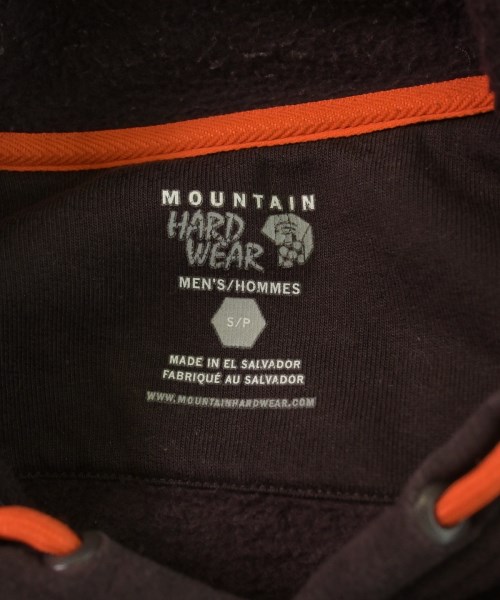 MOUNTAIN
HARD
WEAR
MEN'S/HOMMES
S/P
MADE IN EL SALVADOR
FABRIQUÉ AU SALVADOR
WWW.MOUNTAINHARDWEAR.COM